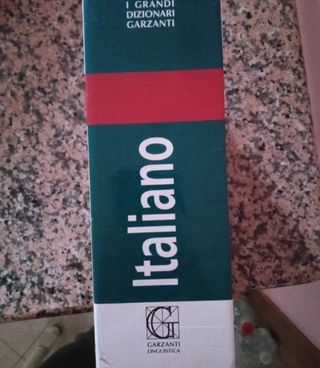 I GRANDI
DIZIONARI
GARZANTI
Italiano
G
GARZANTI
LINGUISTICA